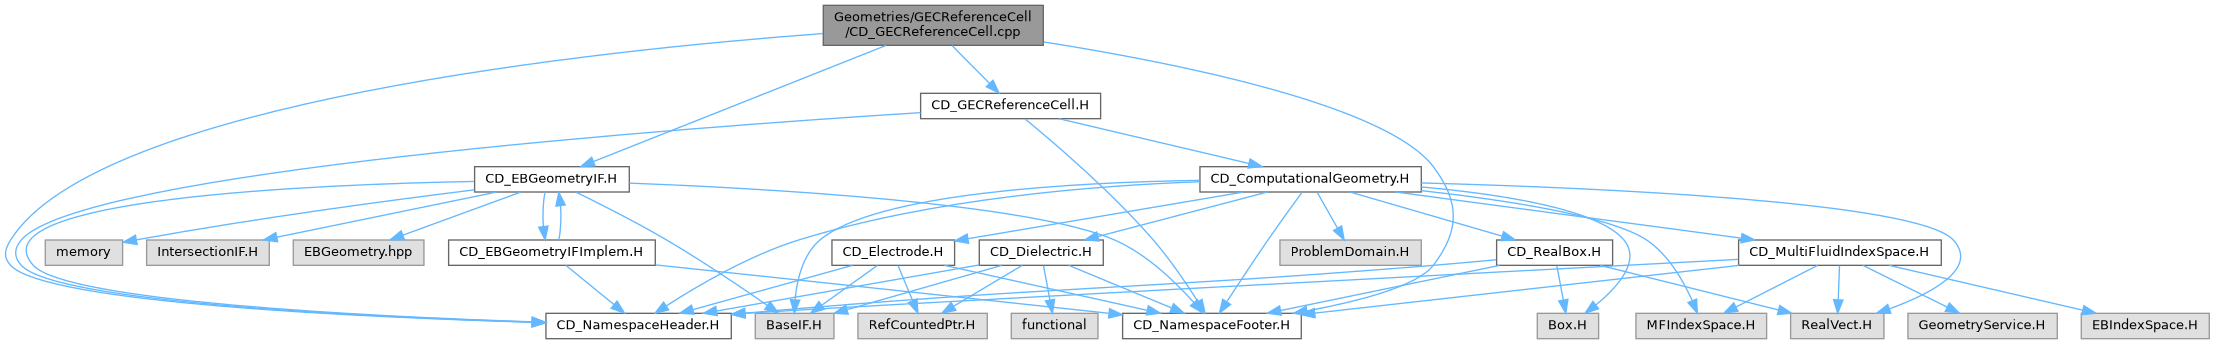 Geometries/GECReferenceCell
/CD_GECReferenceCell.cpp
CD_GECReferenceCell.H
CD_EBGeometryIF.H
CD_ComputationalGeometry.H
memory
IntersectionIF.H
EBGeometry.hpp
CD_EBGeometryIFImplem.H
CD_Electrode.H
CD_Dielectric.H
ProblemDomain.H
CD_RealBox.H
CD_MultiFluidIndexSpace.H
CD_NamespaceHeader.H
BaseIF.H
RefCountedPtr.H
functional
CD_NamespaceFooter.H
Box.H
MFIndexSpace.H
RealVect.H
GeometryService.H
EBIndexSpace.H